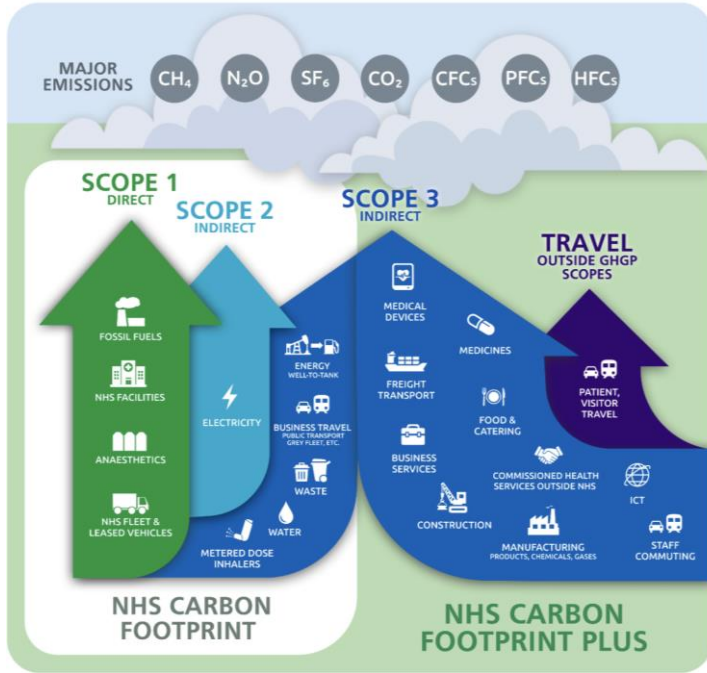 MAJOR
EMISSIONS
CH₄
N₂O
SF₆
CO₂
CFCs
PFCs
HFCs
SCOPE 1
DIRECT
SCOPE 2
INDIRECT
SCOPE 3
INDIRECT
TRAVEL
OUTSIDE GHGP
SCOPES
FOSSIL FUELS
NHS FACILITIES
ANAESTHETICS
NHS FLEET &
LEASED VEHICLES
ELECTRICITY
ENERGY
WELL-TO-TANK
BUSINESS TRAVEL
PUBLIC TRANSPORT
GREY FLEET, ETC.
WASTE
WATER
METERED DOSE
INHALERS
MEDICAL
DEVICES
FREIGHT
TRANSPORT
BUSINESS
SERVICES
CONSTRUCTION
MEDICINES
FOOD &
CATERING
COMMISSIONED HEALTH
SERVICES OUTSIDE NHS
MANUFACTURING
PRODUCTS, CHEMICALS, GASES
PATIENT,
VISITOR
TRAVEL
ICT
STAFF
COMMUTING
NHS CARBON
FOOTPRINT
NHS CARBON
FOOTPRINT PLUS